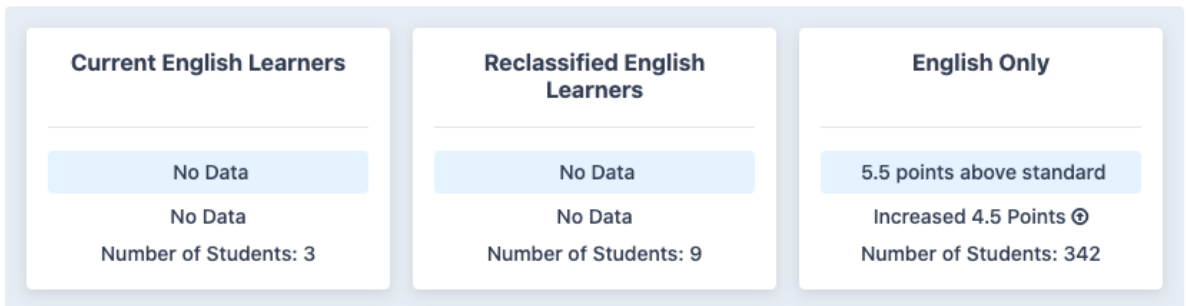 Current English Learners
No Data
No Data
Number of Students: 3
Reclassified English
Learners
No Data
No Data
Number of Students: 9
English Only
5.5 points above standard
Increased 4.5 Points
Number of Students: 342